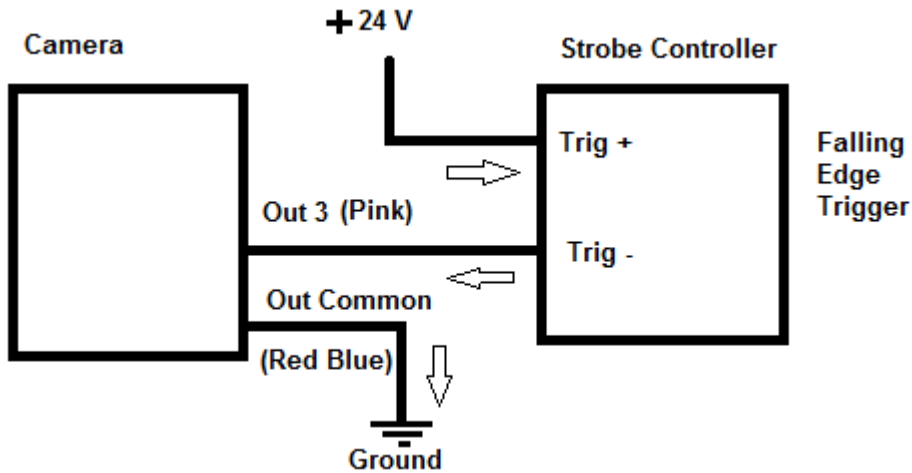 + 24 V
Camera
Strobe Controller
Trig +
Falling
Edge
Trigger
Out 3 (Pink)
Trig -
Out Common
(Red Blue)
Ground